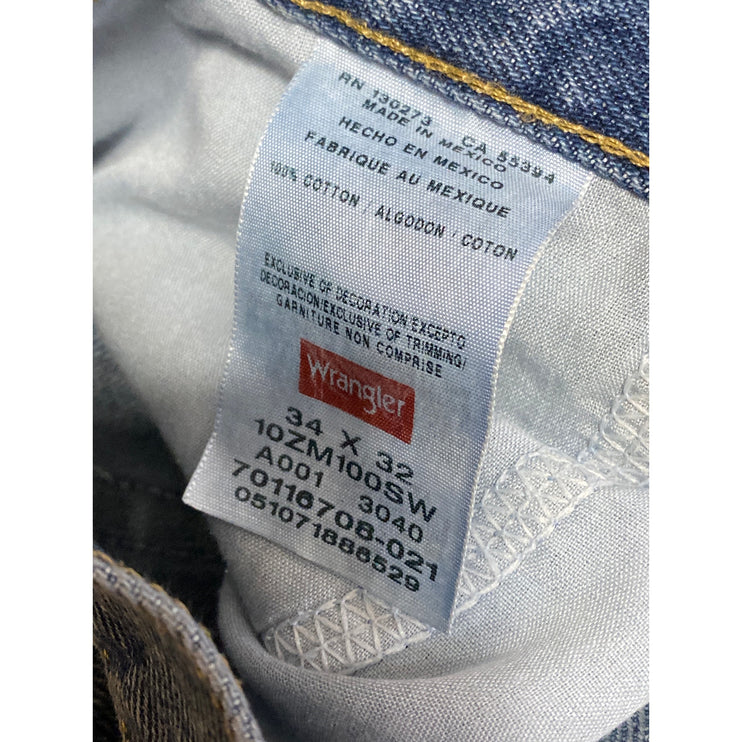 RN 130273 CA 55394
MADE IN MEXICO
HECHO EN MEXICO
FABRIQUE AU MEXIQUE
100% COTTON / ALGODON / COTON
EXCLUSIVE OF DECORATION EXCEPTO
DECORACION/EXCLUSIVE OF TRIMMING/
GARNITURE NON COMPRISE
Wrangler
34 X 32
10ZM100SW
A001 3040
70116708-021
051071888529